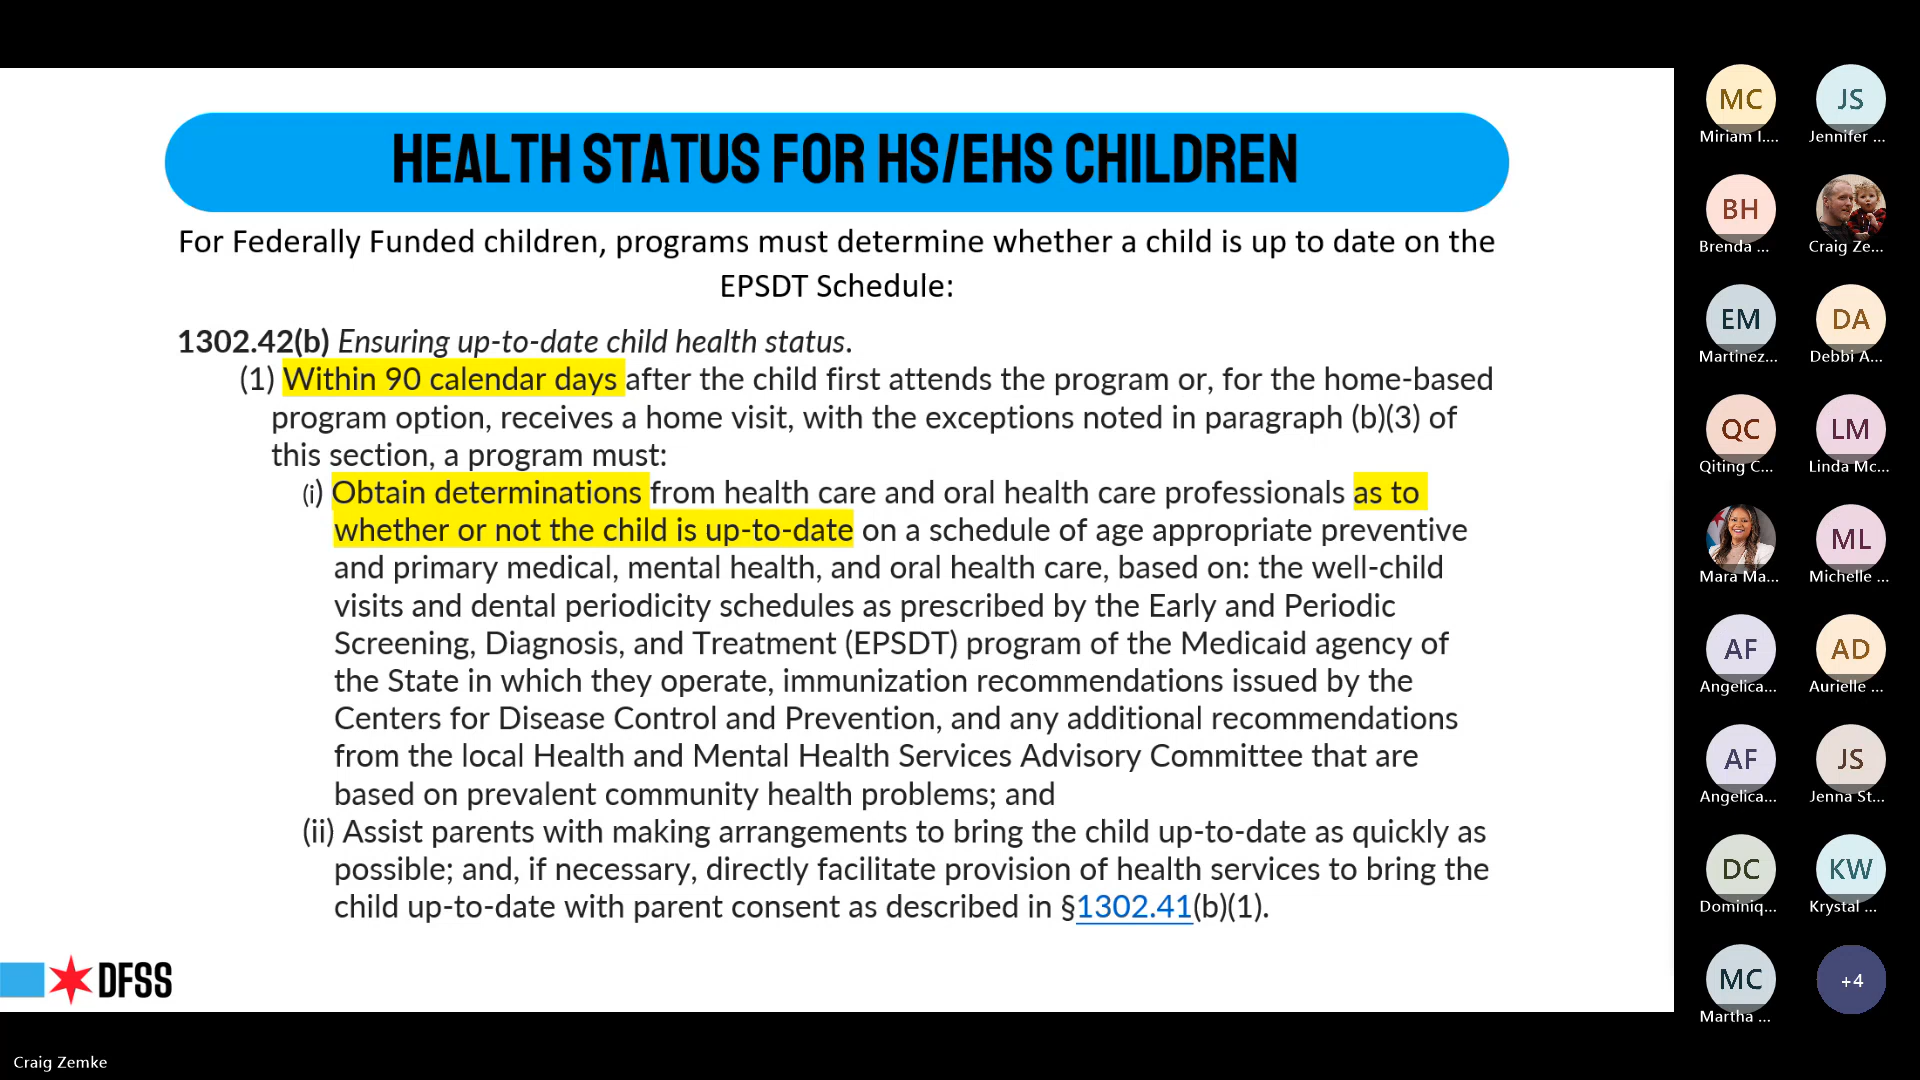 HEALTH STATUS FOR HS/EHS CHILDREN
For Federally Funded children, programs must determine whether a child is up to date on the
EPSDT Schedule:
1302.42(b) Ensuring up-to-date child health status.
(1) Within 90 calendar days after the child first attends the program or, for the home-based
program option, receives a home visit, with the exceptions noted in paragraph (b)(3) of
this section, a program must:
(i) Obtain determinations from health care and oral health care professionals as to
whether or not the child is up-to-date on a schedule of age appropriate preventive
and primary medical, mental health, and oral health care, based on: the well-child
visits and dental periodicity schedules as prescribed by the Early and Periodic
Screening, Diagnosis, and Treatment (EPSDT) program of the Medicaid agency of
the State in which they operate, immunization recommendations issued by the
Centers for Disease Control and Prevention, and any additional recommendations
from the local Health and Mental Health Services Advisory Committee that are
based on prevalent community health problems; and
(ii) Assist parents with making arrangements to bring the child up-to-date as quickly as
possible; and, if necessary, directly facilitate provision of health services to bring the
child up-to-date with parent consent as described in §1302.41(b)(1).
DFSS
MC
Miriam I....
JS
Jennifer ...
BH
Brenda ...
Craig Ze...
EM
Martinez...
DA
Debbi A...
QC
Qiting C...
LM
Linda Mc...
Mara Ma...
ML
Michelle ...
AF
Angelica...
AD
Aurielle ...
AF
Angelica...
JS
Jenna St...
DC
Dominiq...
KW
Krystal ...
MC
Martha ...
+4
Craig Zemke